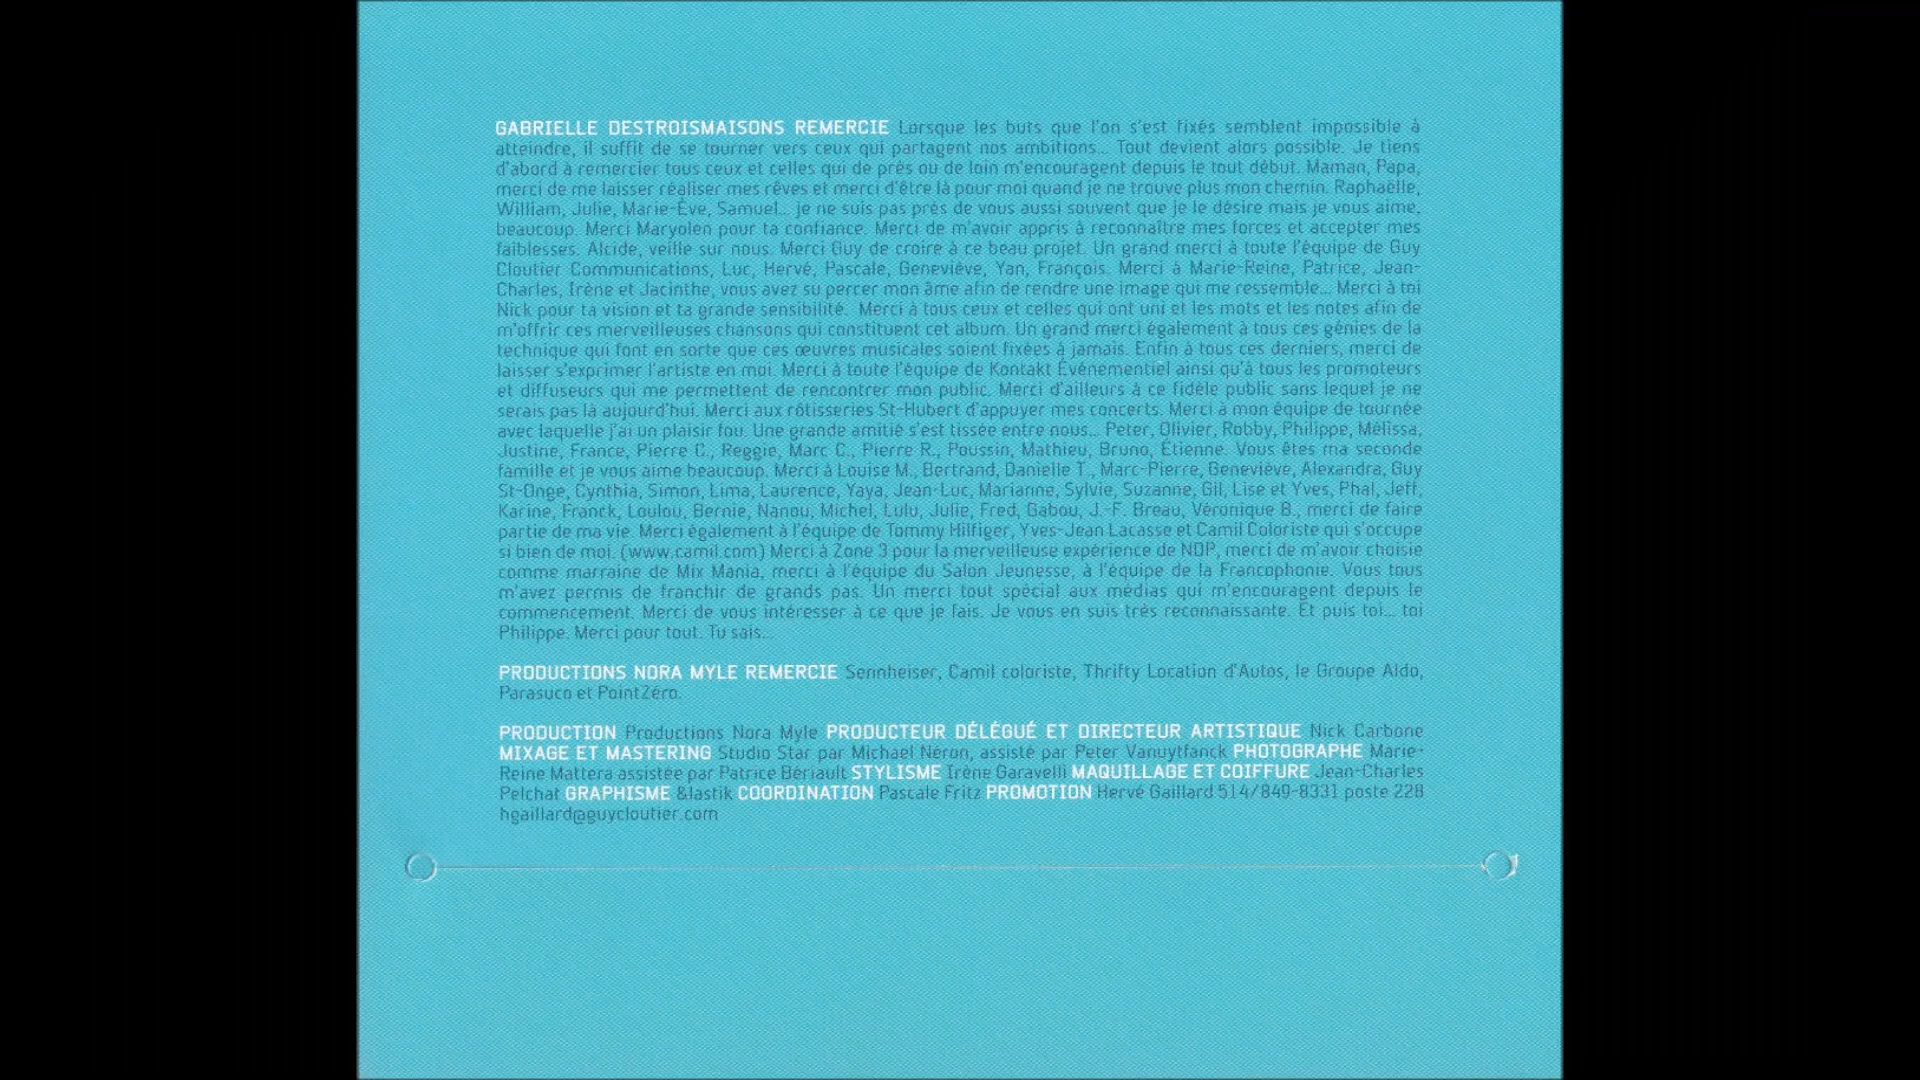 GABRIELLE DESTROISMAISONS REMERCIE Lorsque les buts que l'on s'est fixés semblent impossible à
atteindre, il suffit de se tourner vers ceux qui partagent nos ambitions... Tout devient alors possible. Je tiens
d'abord à remercier tous ceux et celles qui de près ou de loin m'encouragent depuis le tout début. Maman, Papa,
merci de me laisser réaliser mes rêves et merci d'être là pour moi quand je ne trouve plus mon chemin. Raphaëlle,
William, Julie, Marie-Ève, Samuel... je ne suis pas près de vous aussi souvent que je le désire mais je vous aime,
beaucoup. Merci Maryolen pour ta confiance. Merci de m'avoir appris à reconnaître mes forces et accepter mes
faiblesses. Alcide, veille sur nous. Merci Guy de croire à ce beau projet. Un grand merci à toute l'équipe de Guy
Cloutier Communications, Luc, Hervé, Pascale, Geneviève, Yan, François. Merci à Marie-Reine, Patrice, Jean-
Charles, Irène et Jacinthe, vous avez su percer mon âme afin de rendre une image qui me ressemble... Merci à toi
Nick pour ta vision et ta grande sensibilité. Merci à tous ceux et celles qui ont uni et les mots et les notes afin de
m'offrir ces merveilleuses chansons qui constituent cet album. Un grand merci également à tous ces génies de la
technique qui font en sorte que ces œuvres musicales soient fixées à jamais. Enfin à tous ces derniers, merci de
laisser s'exprimer l'artiste en moi. Merci à toute l'équipe de Kontakt Événementiel ainsi qu'à tous les promoteurs
et diffuseurs qui me permettent de rencontrer mon public. Merci d'ailleurs à ce fidèle public sans lequel je ne
serais pas là aujourd'hui. Merci aux rôtisseries St-Hubert d'appuyer mes concerts. Merci à mon équipe de tournée
avec laquelle j'ai un plaisir fou. Une grande amitié s'est tissée entre nous... Peter, Olivier, Robby, Philippe, Mélissa,
Justine, France, Pierre C., Reggie, Marc C., Pierre R., Poussin, Mathieu, Bruno, Étienne. Vous êtes ma seconde
famille et je vous aime beaucoup. Merci à Louise M., Bertrand, Danielle T., Marc-Pierre, Geneviève, Alexandra, Guy
St-Onge, Cynthia, Simon, Lima, Laurence, Yaya, Jean-Luc, Marianne, Sylvie, Suzanne, Gil, Lise et Yves, Phal, Jeff,
Karine, Franck, Loulou, Bernie, Nanou, Michel, Lulu, Julie, Fred, Gabou, J.-F. Breau, Véronique B., merci de faire
partie de ma vie. Merci également à l'équipe de Tommy Hilfiger, Yves-Jean Lacasse et Camil Coloriste qui s'occupe
si bien de moi. (www.camil.com) Merci à Zone 3 pour la merveilleuse expérience de NDP, merci de m'avoir choisie
comme marraine de Mix Mania, merci à l'équipe du Salon Jeunesse, à l'équipe de la Francophonie. Vous tous
m'avez permis de franchir de grands pas. Un merci tout spécial aux médias qui m'encouragent depuis le
commencement. Merci de vous intéresser à ce que je fais. Je vous en suis très reconnaissante. Et puis toi... toi
Philippe. Merci pour tout. Tu sais...
PRODUCTIONS NORA MYLE REMERCIE Sennheiser, Camil coloriste, Thrifty Location d'Autos, le Groupe Aldo,
Parasuco et PointZéro.
PRODUCTION Productions Nora Myle PRODUCTEUR DÉLÉGUÉ ET DIRECTEUR ARTISTIQUE Nick Carbone
MIXAGE ET MASTERING Studio Star par Michael Néron, assisté par Peter Vanuytfanck PHOTOGRAPHE Marie-
Reine Mattera assistée par Patrice Bériault STYLISME Irène Garavelli MAQUILLAGE ET COIFFURE Jean-Charles
Pelchat GRAPHISME &lastik COORDINATION Pascale Fritz PROMOTION Hervé Gaillard 514/849-8331 poste 228
hgaillard@guycloutier.com